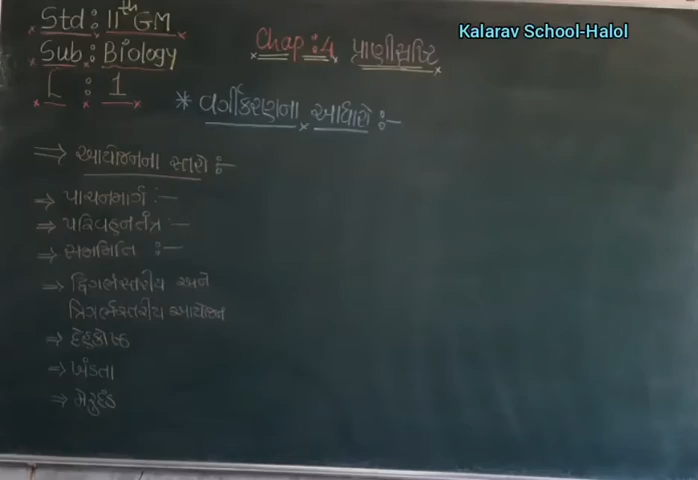 Std : 11th GM
Kalarav School-Halol
Sub : Biology
Chap : 4 પ્રાણીસૃષ્ટિ
L : 1
* વર્ગીકરણના આધારો :-
⇒ આયોજનના સ્તરો :-
⇒ પાચનમાર્ગ :-
⇒ પરિવહનતંત્ર :-
⇒ સમમિતિ :-
⇒ દ્વિગર્ભસ્તરીય અને
ત્રિગર્ભસ્તરીય આયોજન
⇒ દેહકોષ્ઠ
⇒ ખંડતા
⇒ મેરુદંડ